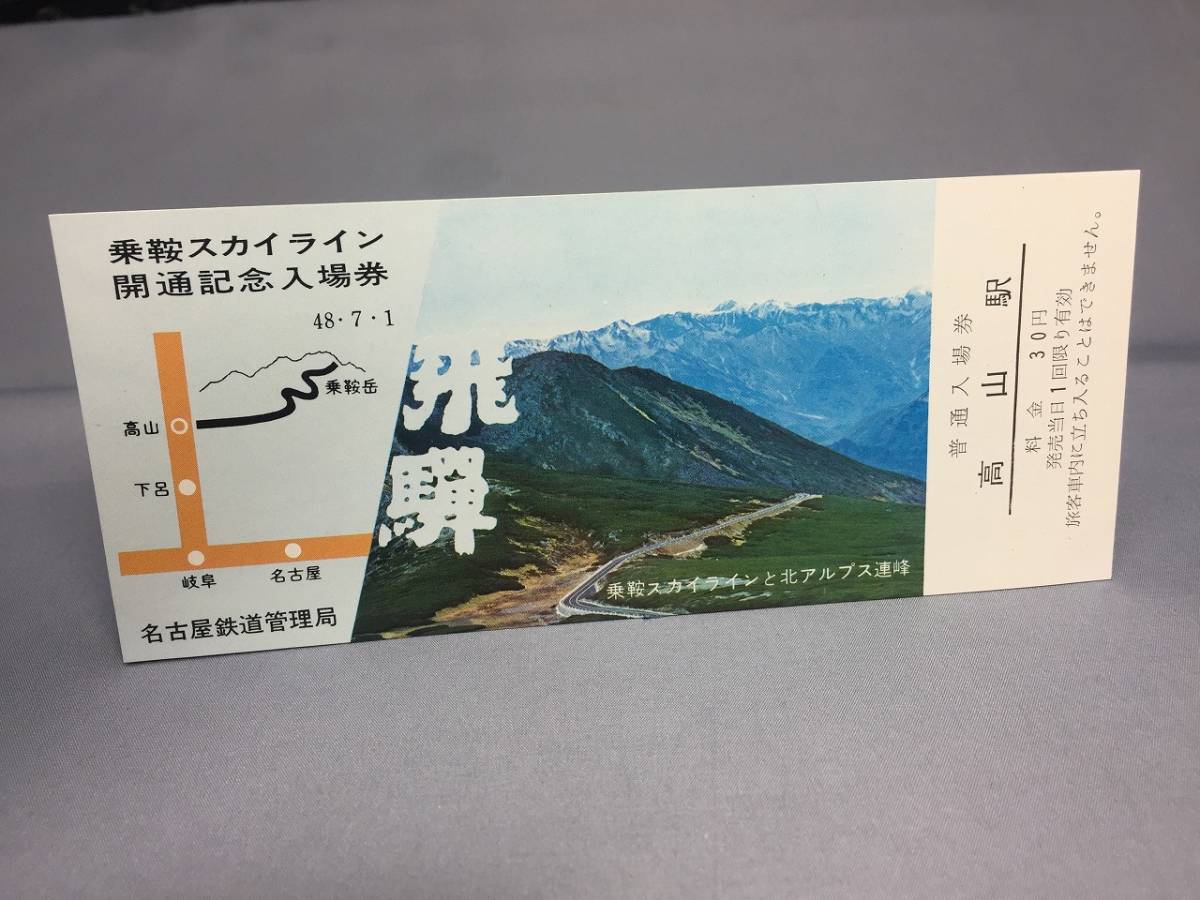 乗鞍スカイライン
開通記念入場券
48・7・1
乗鞍岳
高山
下呂
岐阜
名古屋
名古屋鉄道管理局
飛騨
乗鞍スカイラインと北アルプス連峰
普通入場券
高山駅
料金 30円
発売当日1回限り有効
旅客車内に立ち入ることはできません。